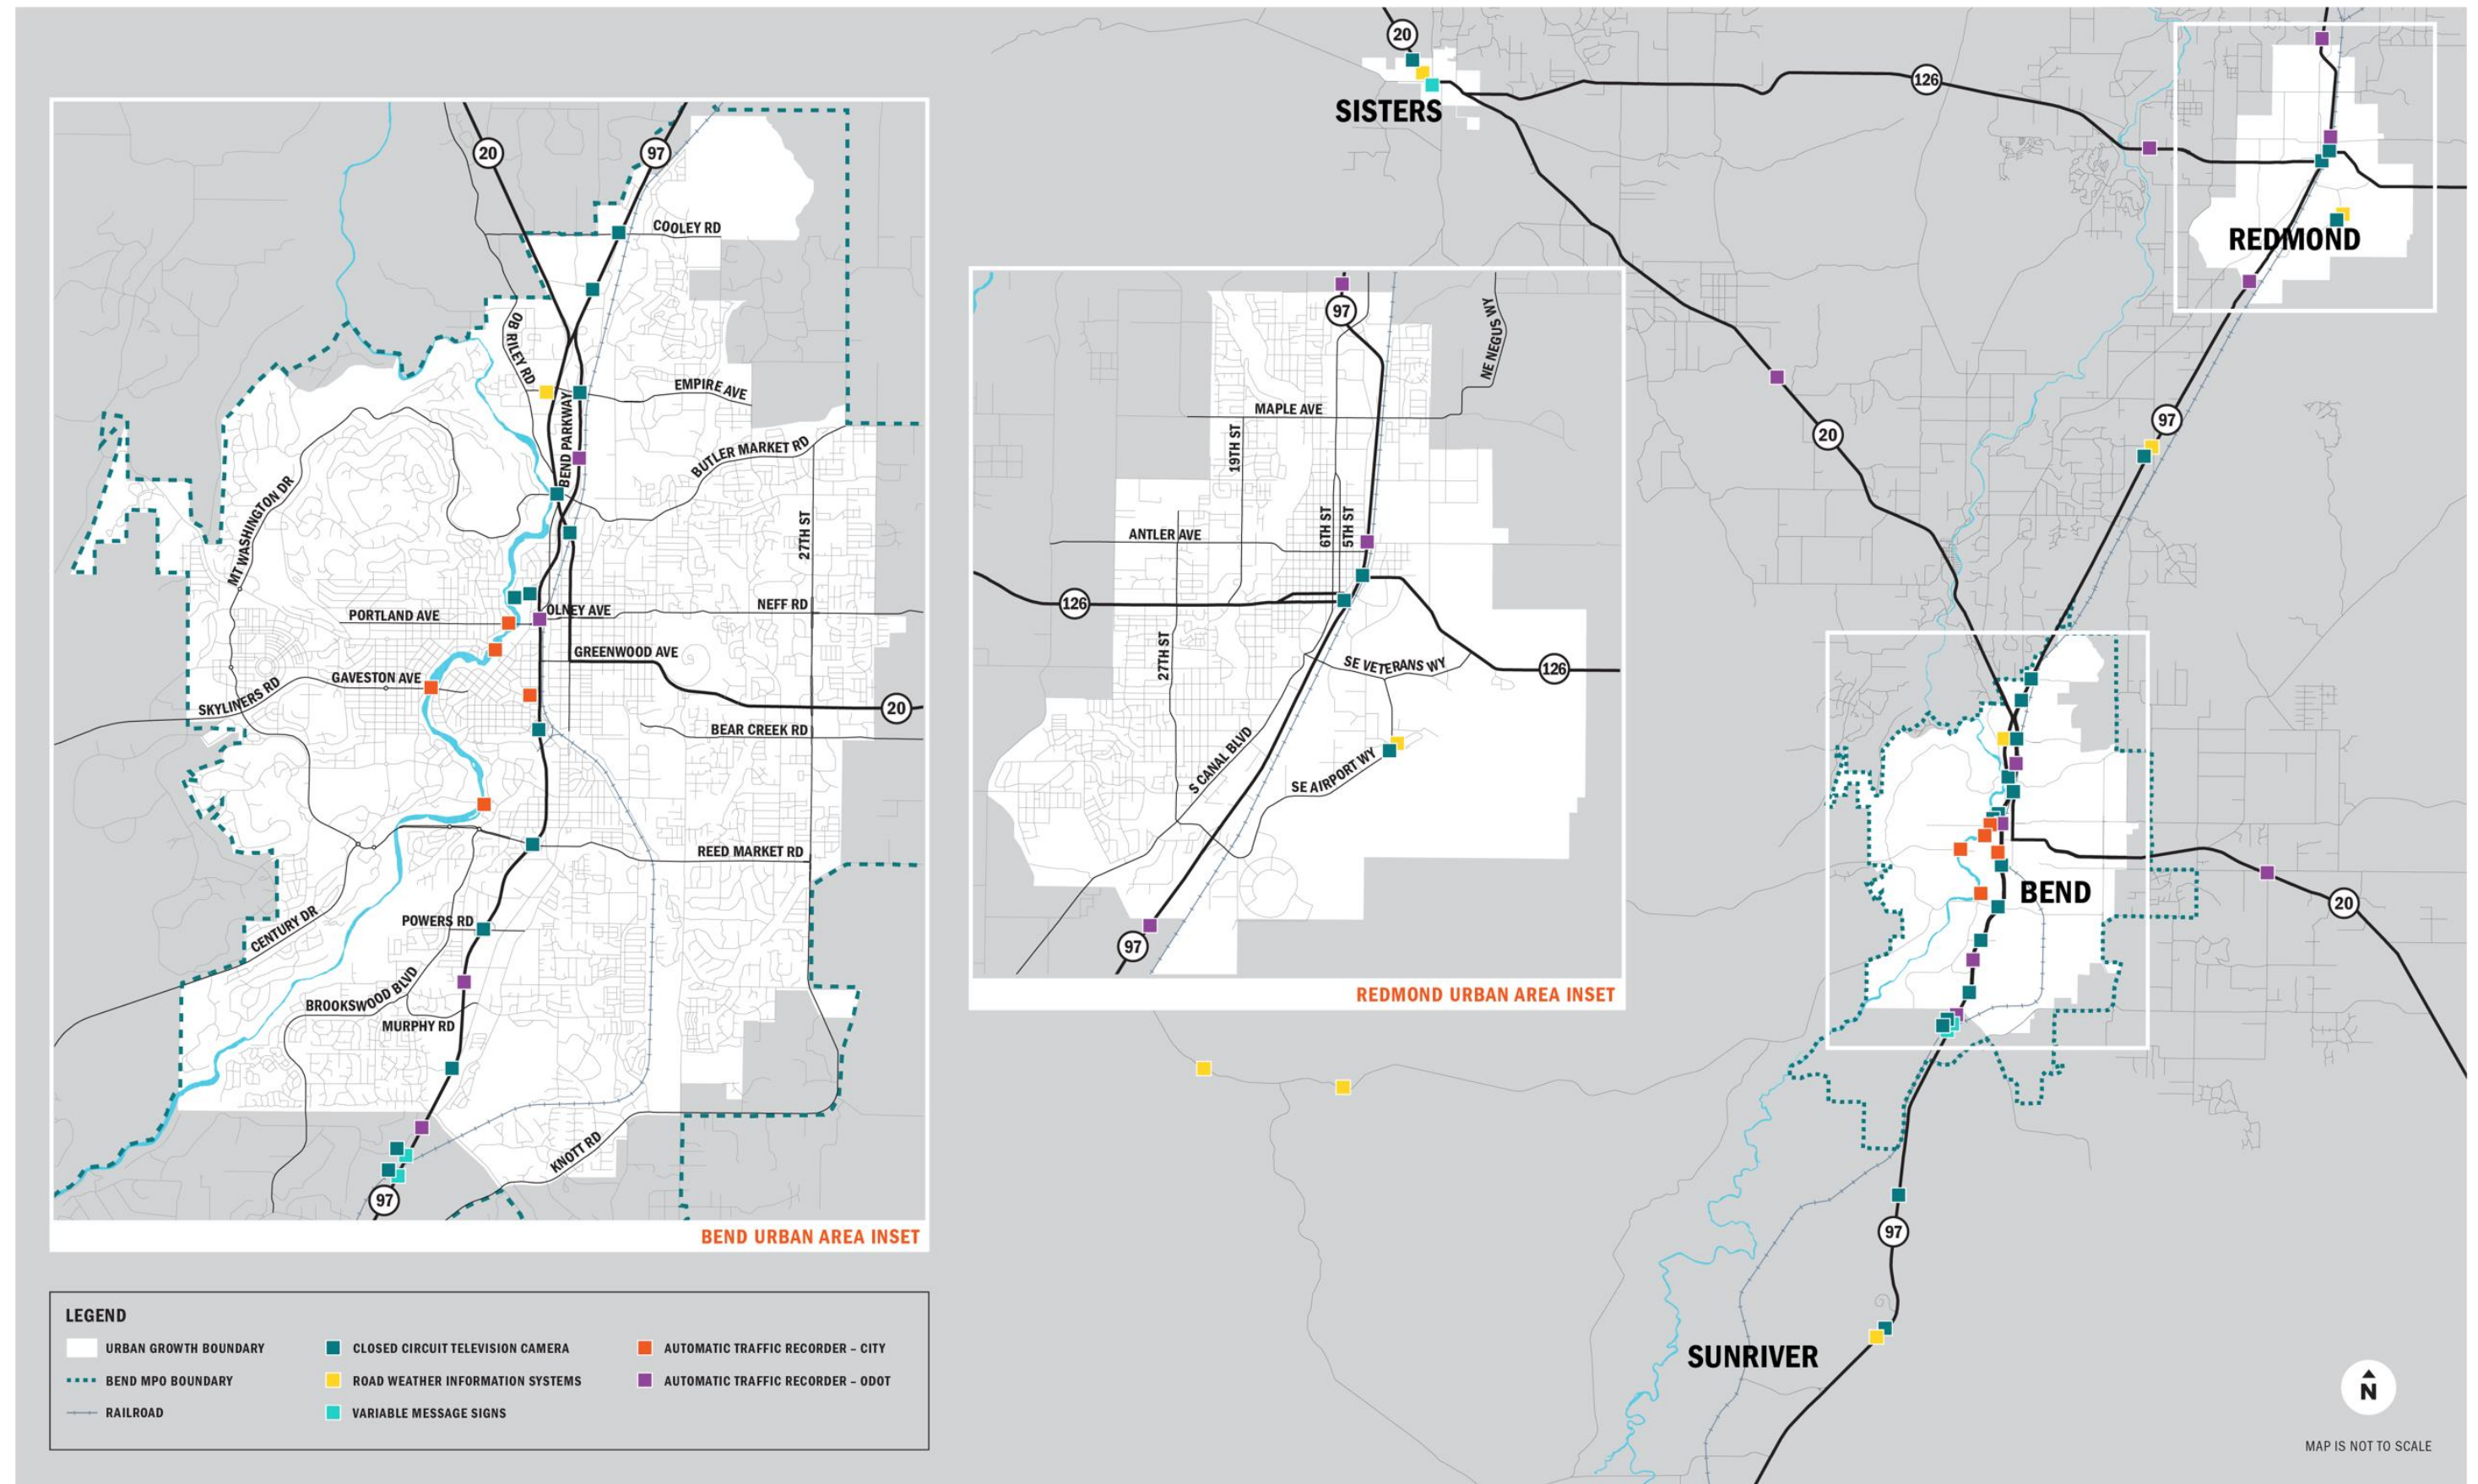 20
SISTERS
126
REDMOND
97
20
BEND
20
97
SUNRIVER
N
MAP IS NOT TO SCALE
20
97
COOLEY RD
OB RILEY RD
EMPIRE AVE
BEND PARKWAY
BUTLER MARKET RD
MT WASHINGTON DR
27TH ST
OLNEY AVE
NEFF RD
PORTLAND AVE
GREENWOOD AVE
GAVESTON AVE
SKYLINERS RD
20
BEAR CREEK RD
REED MARKET RD
CENTURY DR
POWERS RD
BROOKSWOOD BLVD
MURPHY RD
KNOTT RD
97
BEND URBAN AREA INSET
97
NE NEGUS WY
MAPLE AVE
19TH ST
6TH ST
5TH ST
ANTLER AVE
126
27TH ST
SE VETERANS WY
126
S CANAL BLVD
SE AIRPORT WY
97
REDMOND URBAN AREA INSET
LEGEND
URBAN GROWTH BOUNDARY
BEND MPO BOUNDARY
RAILROAD
CLOSED CIRCUIT TELEVISION CAMERA
ROAD WEATHER INFORMATION SYSTEMS
VARIABLE MESSAGE SIGNS
AUTOMATIC TRAFFIC RECORDER – CITY
AUTOMATIC TRAFFIC RECORDER – ODOT